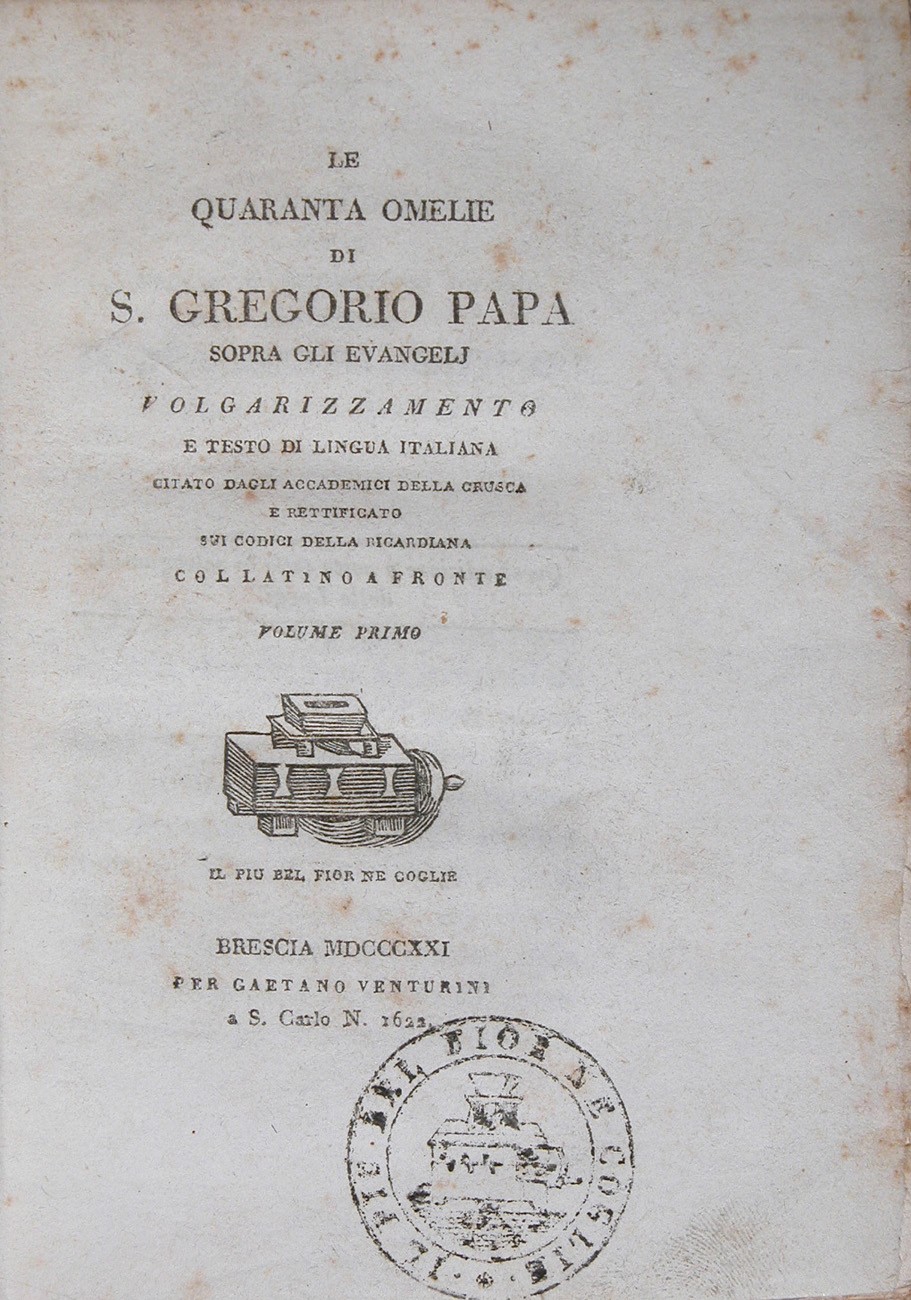 LE
QUARANTA OMELIE
DI
S. GREGORIO PAPA
SOPRA GLI EVANGELJ
VOLGARIZZAMENTO
E TESTO DI LINGUA ITALIANA
CITATO DAGLI ACCADEMICI DELLA CRUSCA
E RETTIFICATO
SUI CODICI DELLA RICARDIANA
COL LATINO A FRONTE
VOLUME PRIMO
IL PIU BEL FIOR NE COGLIE
BRESCIA MDCCCXXI
PER GAETANO VENTURINI
a S. Carlo N. 1622.
IL PIU BEL FIOR NE COGLIE